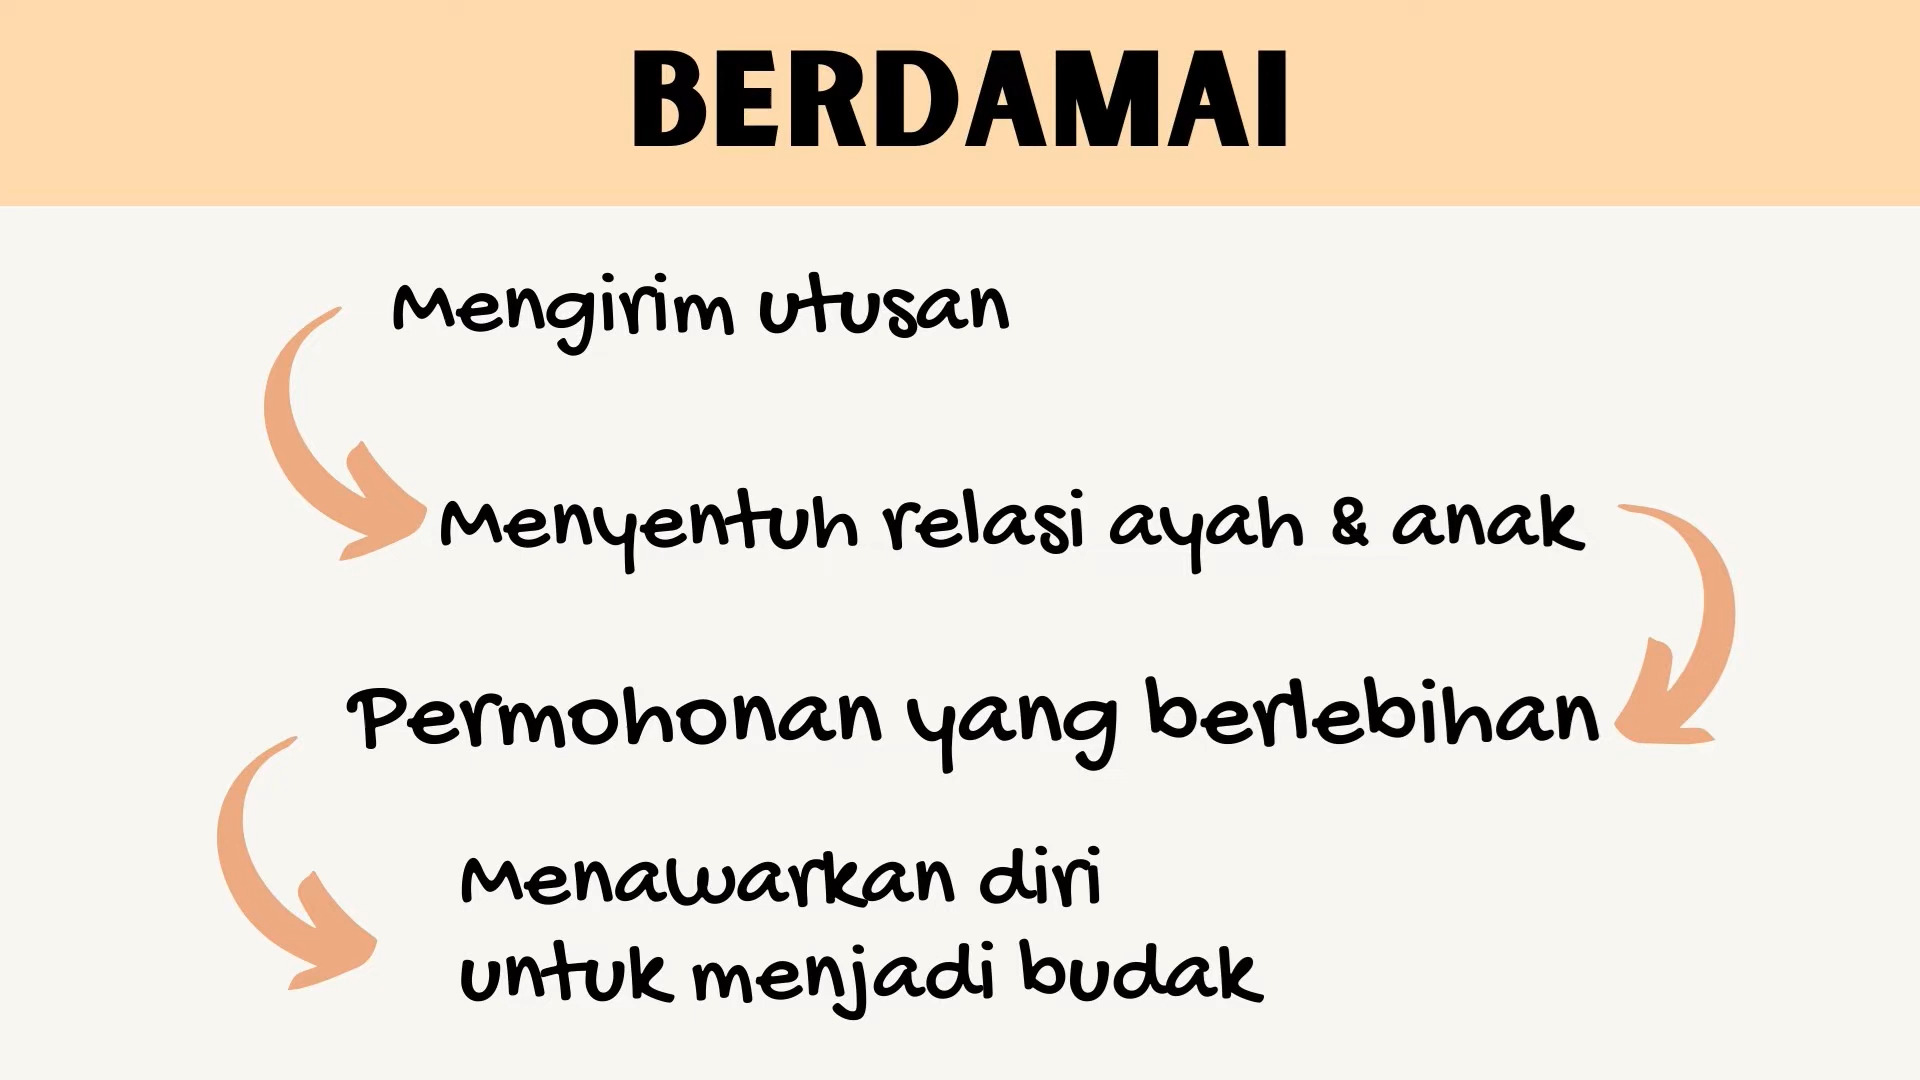 BERDAMAI
Mengirim utusan
Menyentuh relasi ayah & anak
Permohonan yang berlebihan
Menawarkan diri
untuk menjadi budak